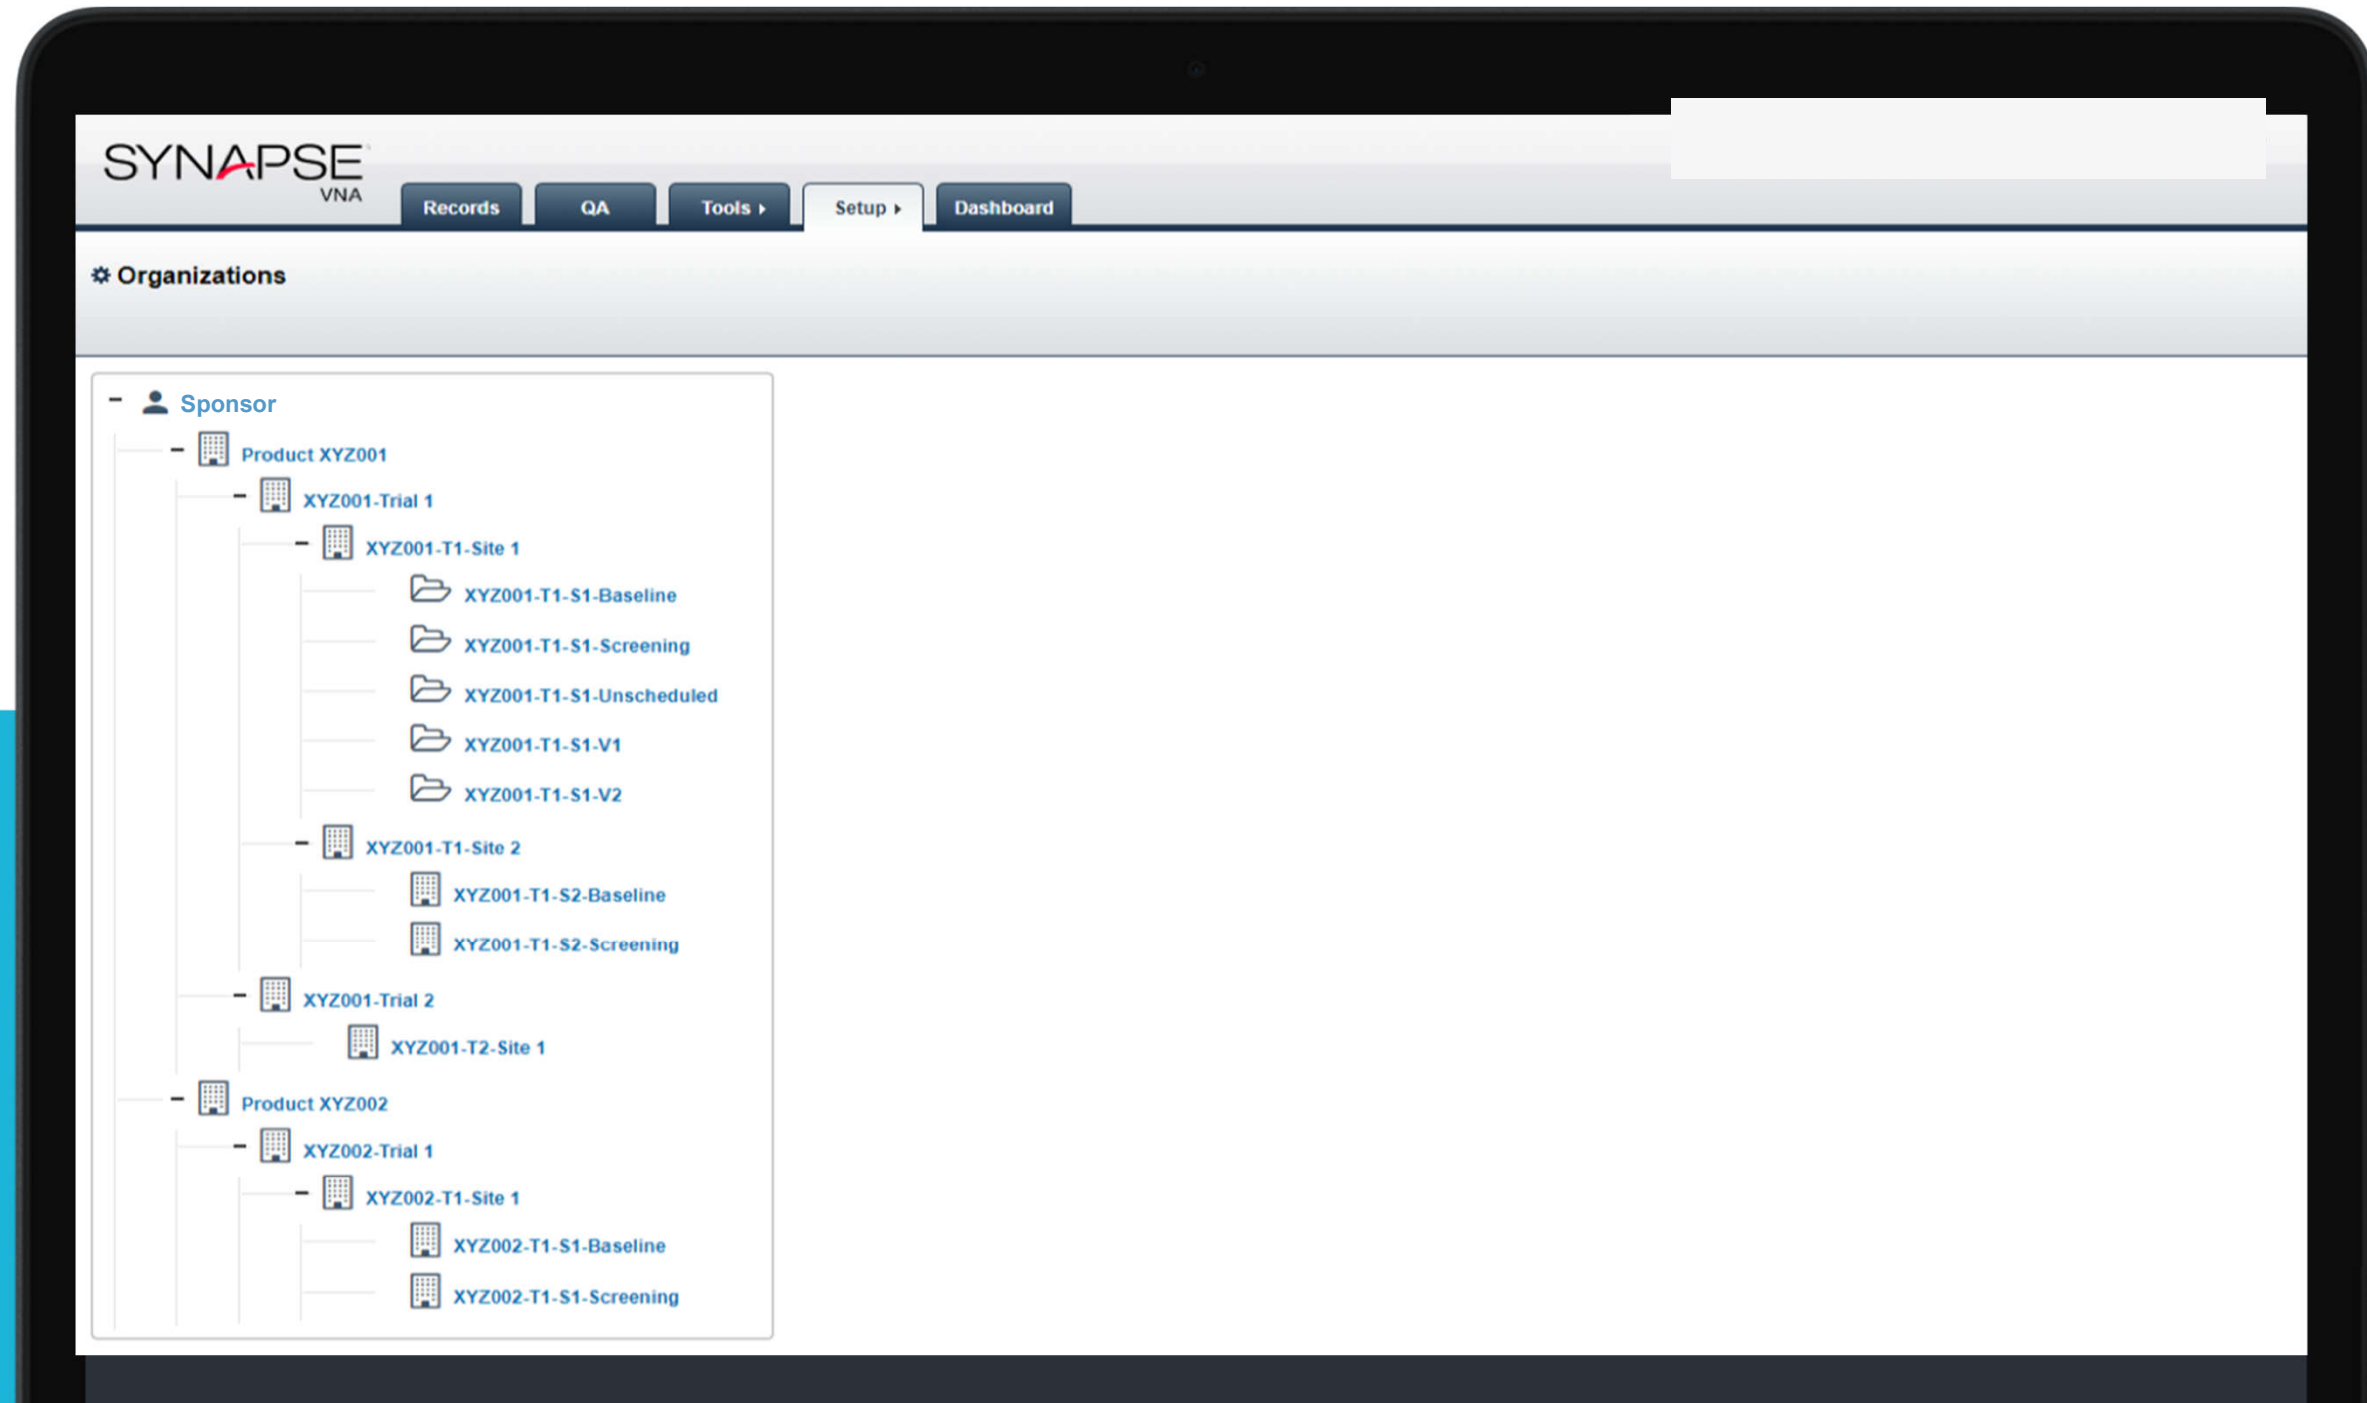 SYNAPSE
VNA
Records QA Tools Setup Dashboard
Organizations
Sponsor
Product XYZ001
XYZ001-Trial 1
XYZ001-T1-Site 1
XYZ001-T1-S1-Baseline
XYZ001-T1-S1-Screening
XYZ001-T1-S1-Unscheduled
XYZ001-T1-S1-V1
XYZ001-T1-S1-V2
XYZ001-T1-Site 2
XYZ001-T1-S2-Baseline
XYZ001-T1-S2-Screening
XYZ001-Trial 2
XYZ001-T2-Site 1
Product XYZ002
XYZ002-Trial 1
XYZ002-T1-Site 1
XYZ002-T1-S1-Baseline
XYZ002-T1-S1-Screening